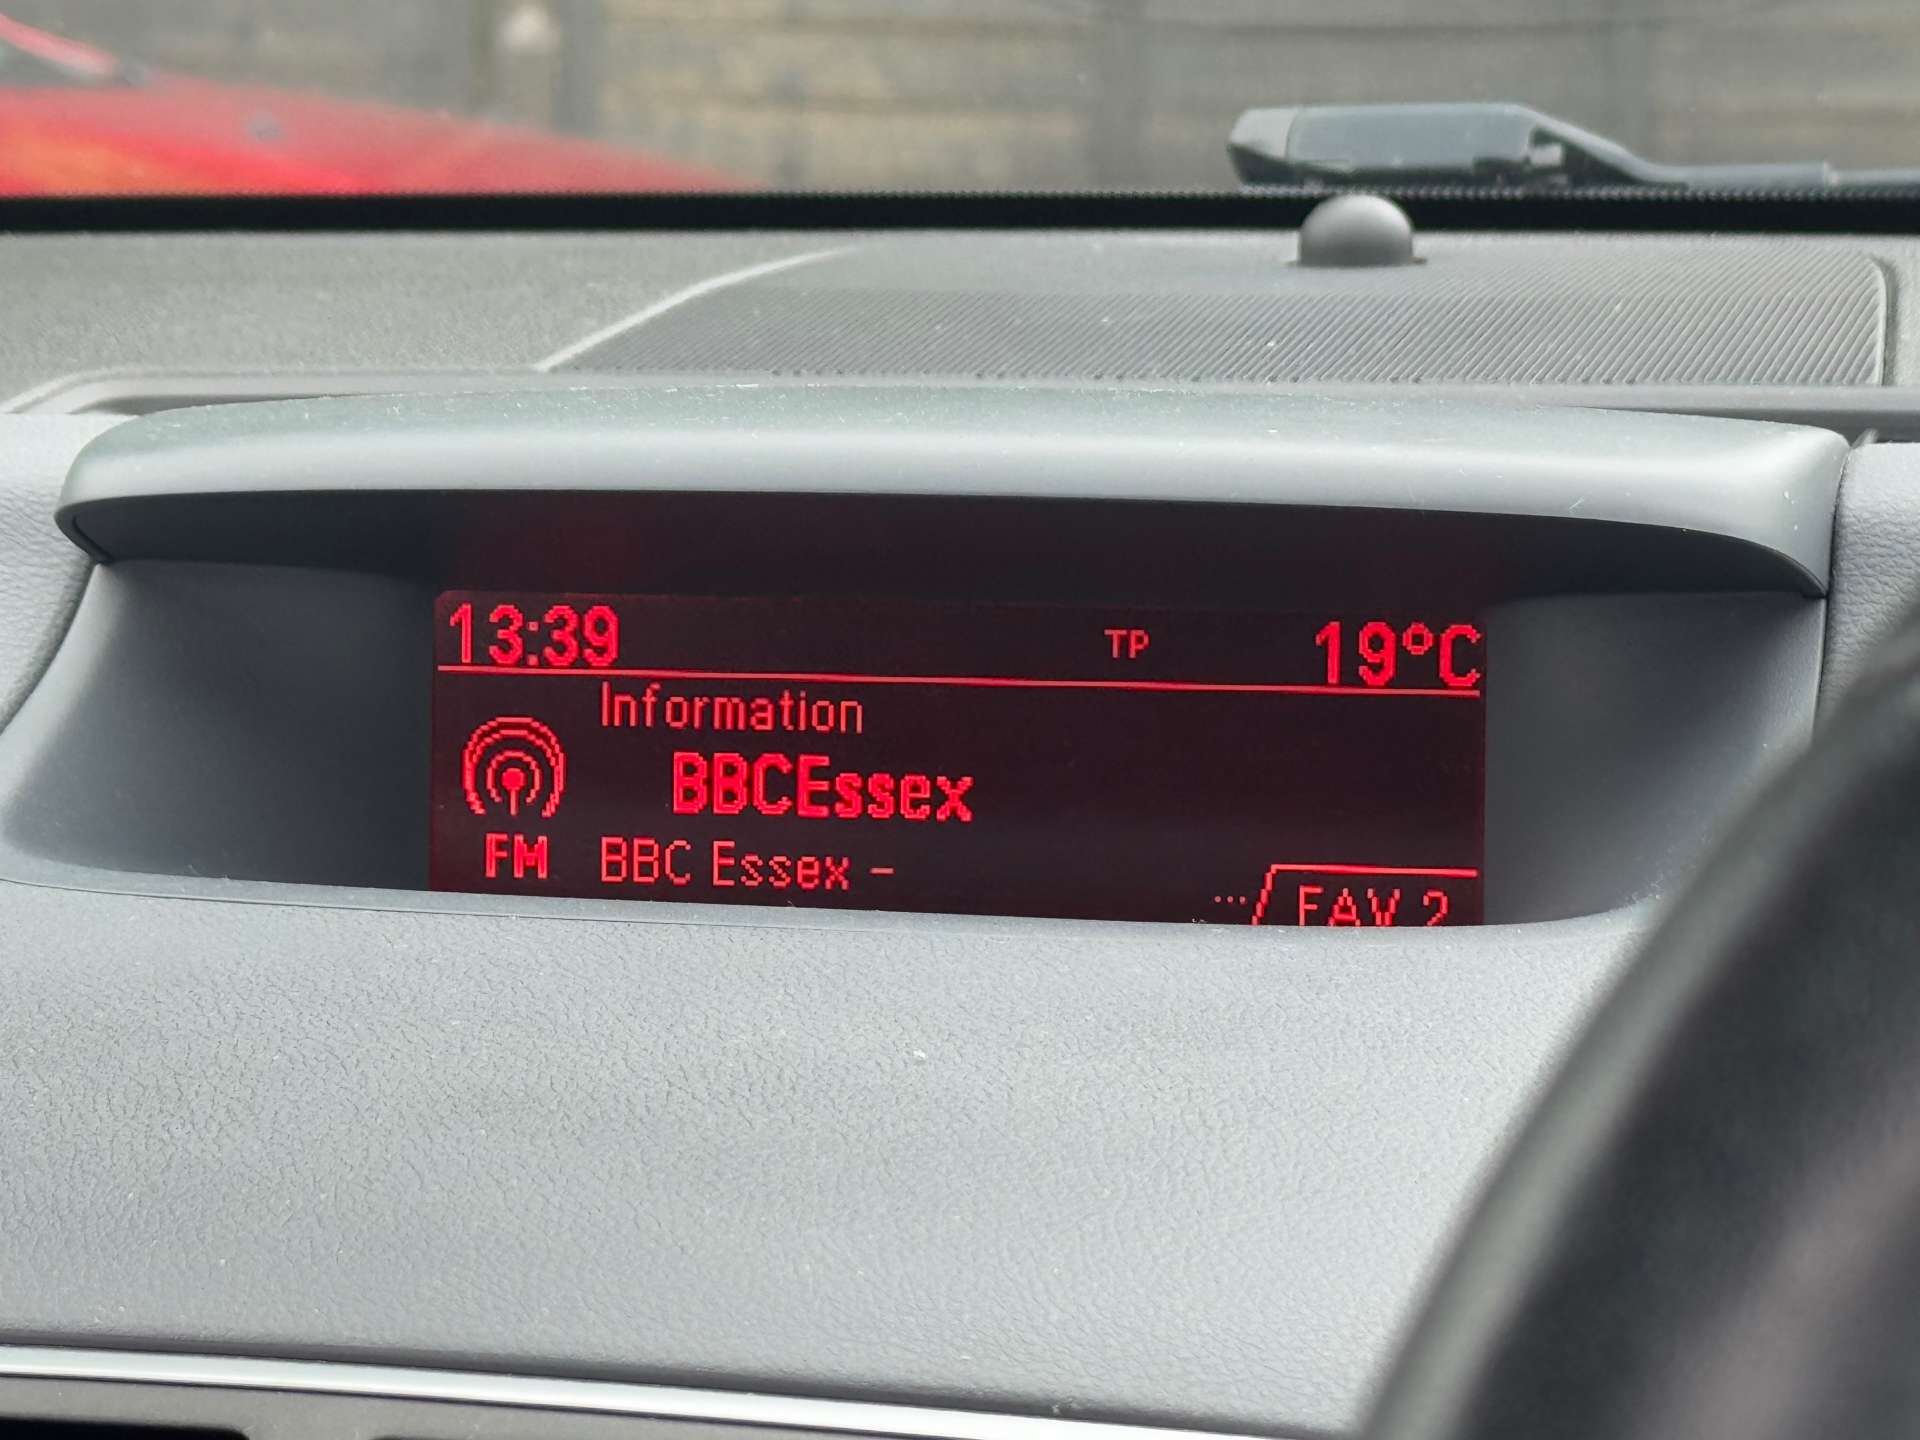 13:39 TP 19°C
Information
BBCEssex
FM BBC Essex -
... FAV 2